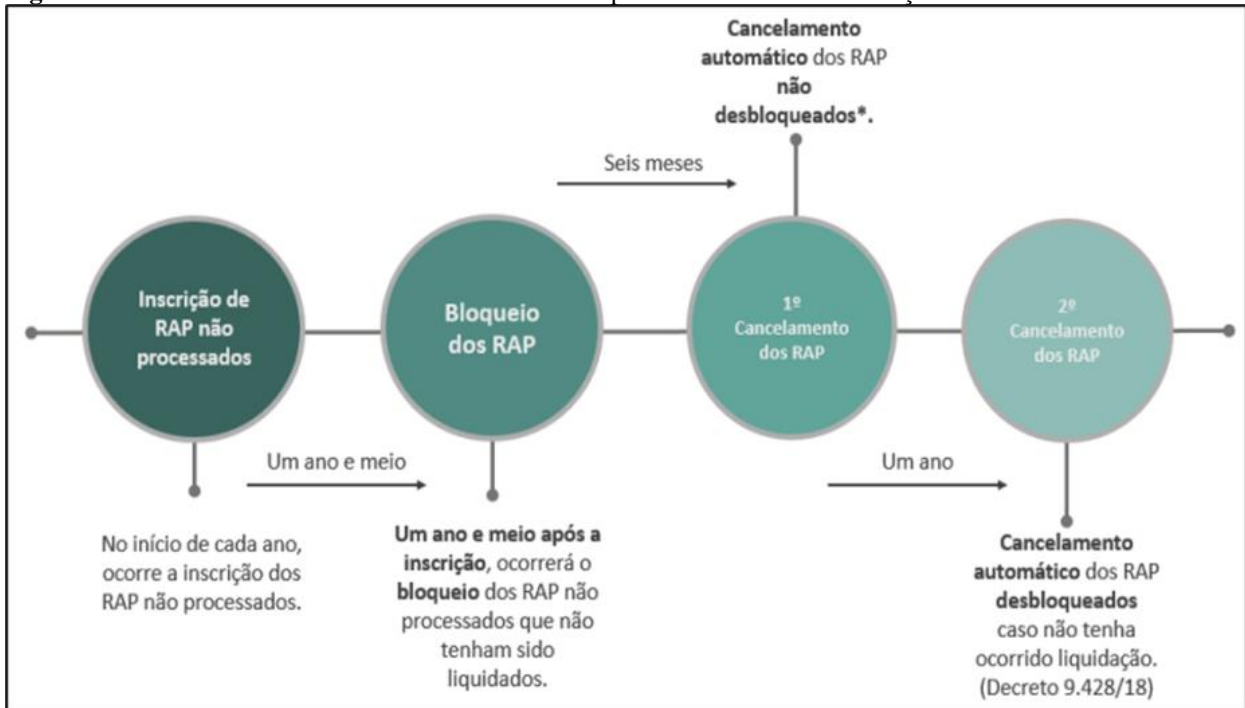 Cancelamento
automático dos RAP
não
desbloqueados*.
Seis meses
Inscrição de
RAP não
processados
Bloqueio
dos RAP
1º
Cancelamento
dos RAP
2º
Cancelamento
dos RAP
Um ano e meio
Um ano
No início de cada ano,
ocorre a inscrição dos
RAP não processados.
Um ano e meio após a
inscrição, ocorrerá o
bloqueio dos RAP não
processados que não
tenham sido
liquidados.
Cancelamento
automático dos RAP
desbloqueados
caso não tenha
ocorrido liquidação.
(Decreto 9.428/18)